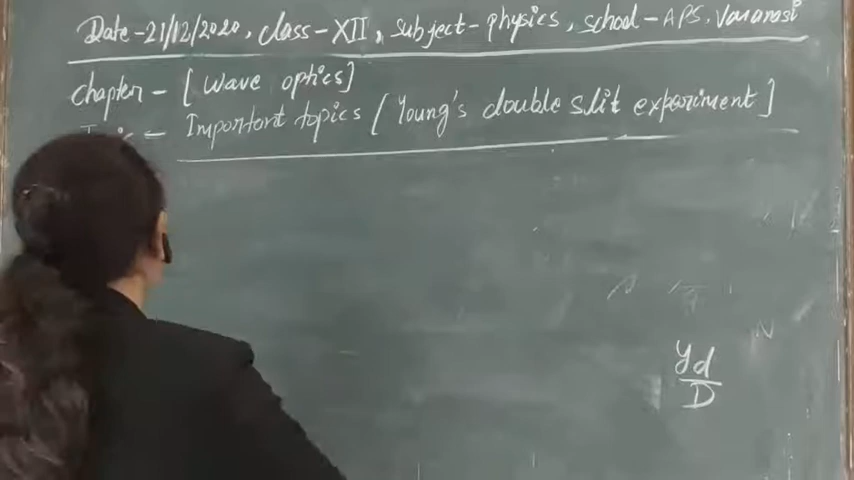 Date-21/12/2020, class-XII, subject-physics, school-APS, Varanasi
chapter - [wave optics]
Topic - Important topics [Young's double slit experiment]
yd
D